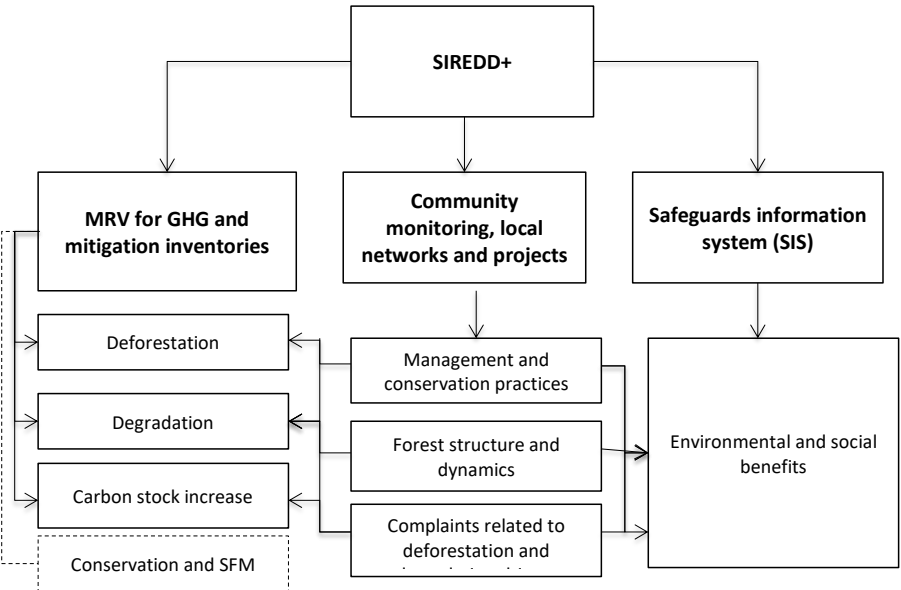 SIREDD+
MRV for GHG and
mitigation inventories
Community
monitoring, local
networks and projects
Safeguards information
system (SIS)
Deforestation
Degradation
Carbon stock increase
Conservation and SFM
Management and
conservation practices
Forest structure and
dynamics
Complaints related to
deforestation and
Environmental and social
benefits